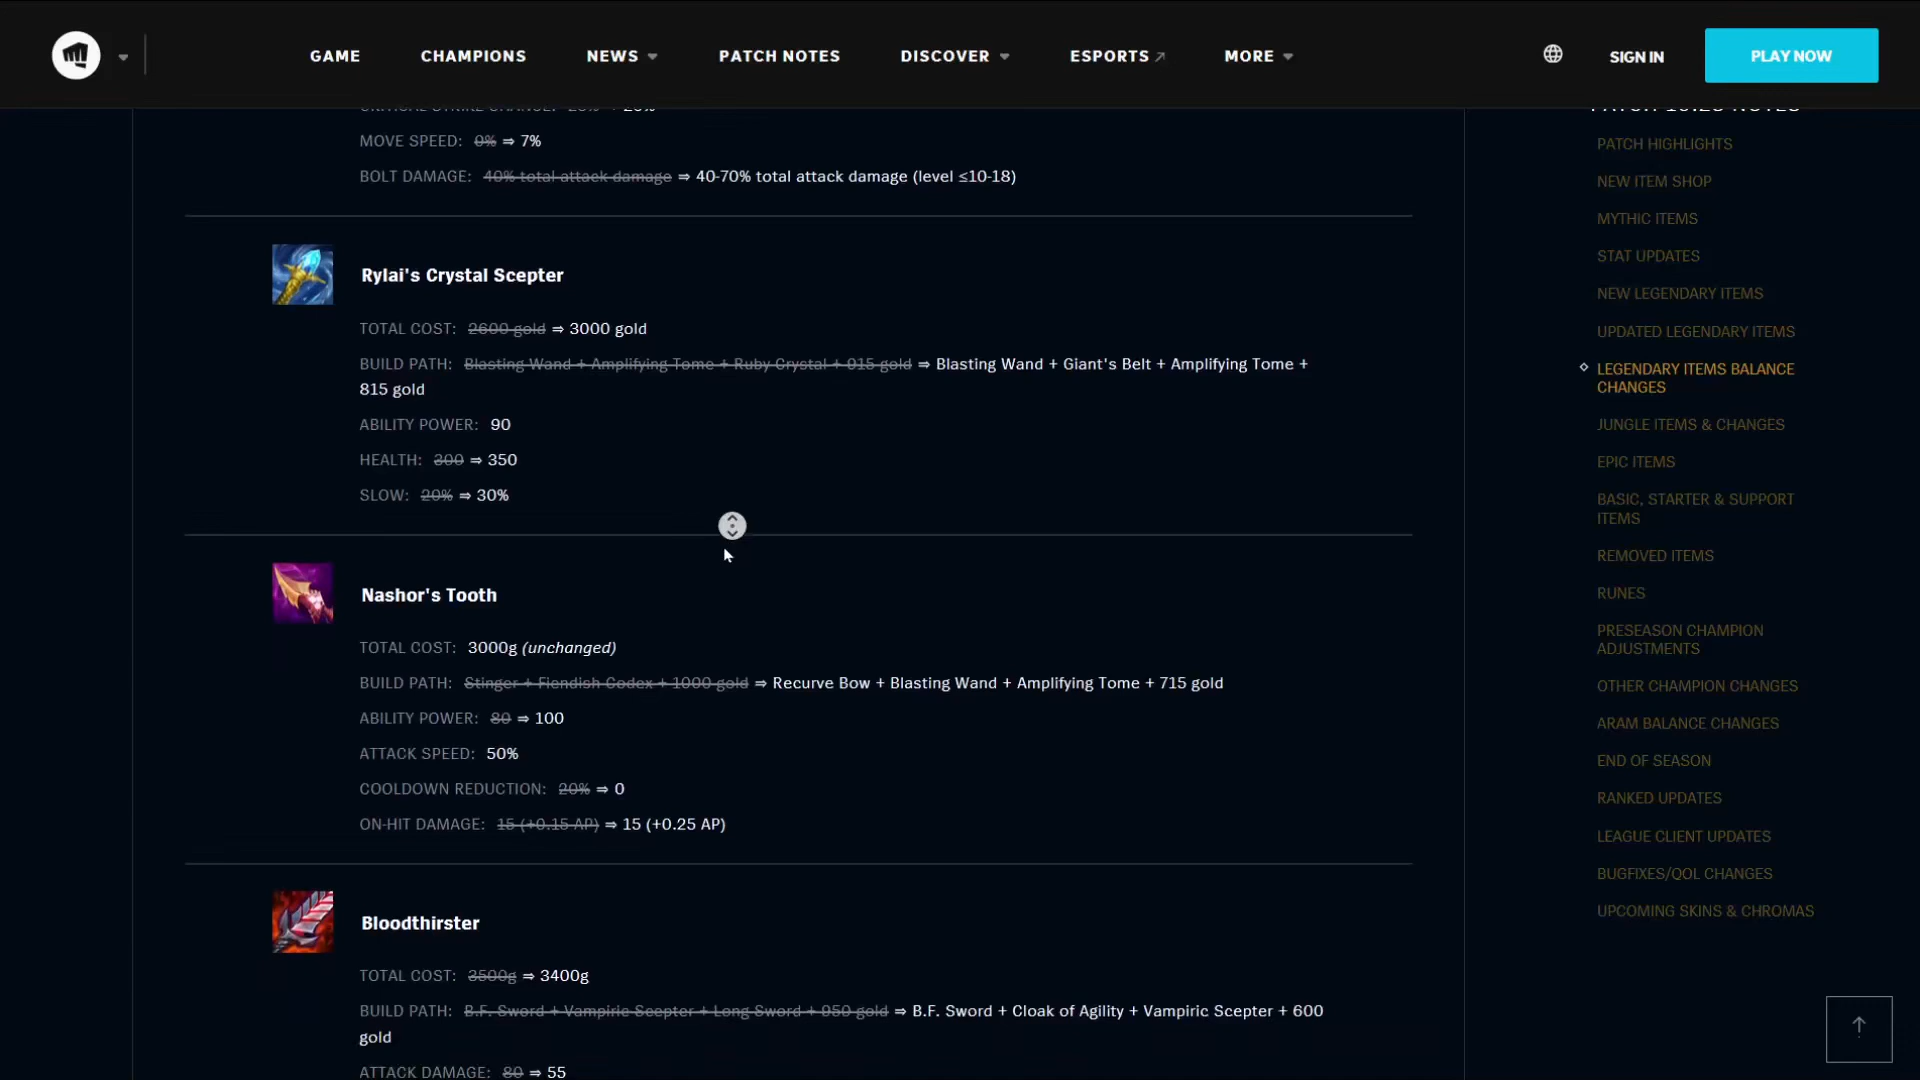 GAME
CHAMPIONS
NEWS
PATCH NOTES
DISCOVER
ESPORTS
MORE
SIGN IN
PLAY NOW
MOVE SPEED: 0% ⇒ 7%
BOLT DAMAGE: 40% total attack damage ⇒ 40-70% total attack damage (level ≤10-18)
Rylai's Crystal Scepter
TOTAL COST: 2600 gold ⇒ 3000 gold
BUILD PATH: Blasting Wand + Amplifying Tome + Ruby Crystal + 915 gold ⇒ Blasting Wand + Giant's Belt + Amplifying Tome +
815 gold
ABILITY POWER: 90
HEALTH: 300 ⇒ 350
SLOW: 20% ⇒ 30%
Nashor's Tooth
TOTAL COST: 3000g (unchanged)
BUILD PATH: Stinger + Fiendish Codex + 1000 gold ⇒ Recurve Bow + Blasting Wand + Amplifying Tome + 715 gold
ABILITY POWER: 80 ⇒ 100
ATTACK SPEED: 50%
COOLDOWN REDUCTION: 20% ⇒ 0
ON-HIT DAMAGE: 15 (+0.15 AP) ⇒ 15 (+0.25 AP)
Bloodthirster
TOTAL COST: 3500g ⇒ 3400g
BUILD PATH: B.F. Sword + Vampiric Scepter + Long Sword + 950 gold ⇒ B.F. Sword + Cloak of Agility + Vampiric Scepter + 600
gold
ATTACK DAMAGE: 80 ⇒ 55
PATCH HIGHLIGHTS
NEW ITEM SHOP
MYTHIC ITEMS
STAT UPDATES
NEW LEGENDARY ITEMS
UPDATED LEGENDARY ITEMS
LEGENDARY ITEMS BALANCE
CHANGES
JUNGLE ITEMS & CHANGES
EPIC ITEMS
BASIC, STARTER & SUPPORT
ITEMS
REMOVED ITEMS
RUNES
PRESEASON CHAMPION
ADJUSTMENTS
OTHER CHAMPION CHANGES
ARAM BALANCE CHANGES
END OF SEASON
RANKED UPDATES
LEAGUE CLIENT UPDATES
BUGFIXES/QOL CHANGES
UPCOMING SKINS & CHROMAS